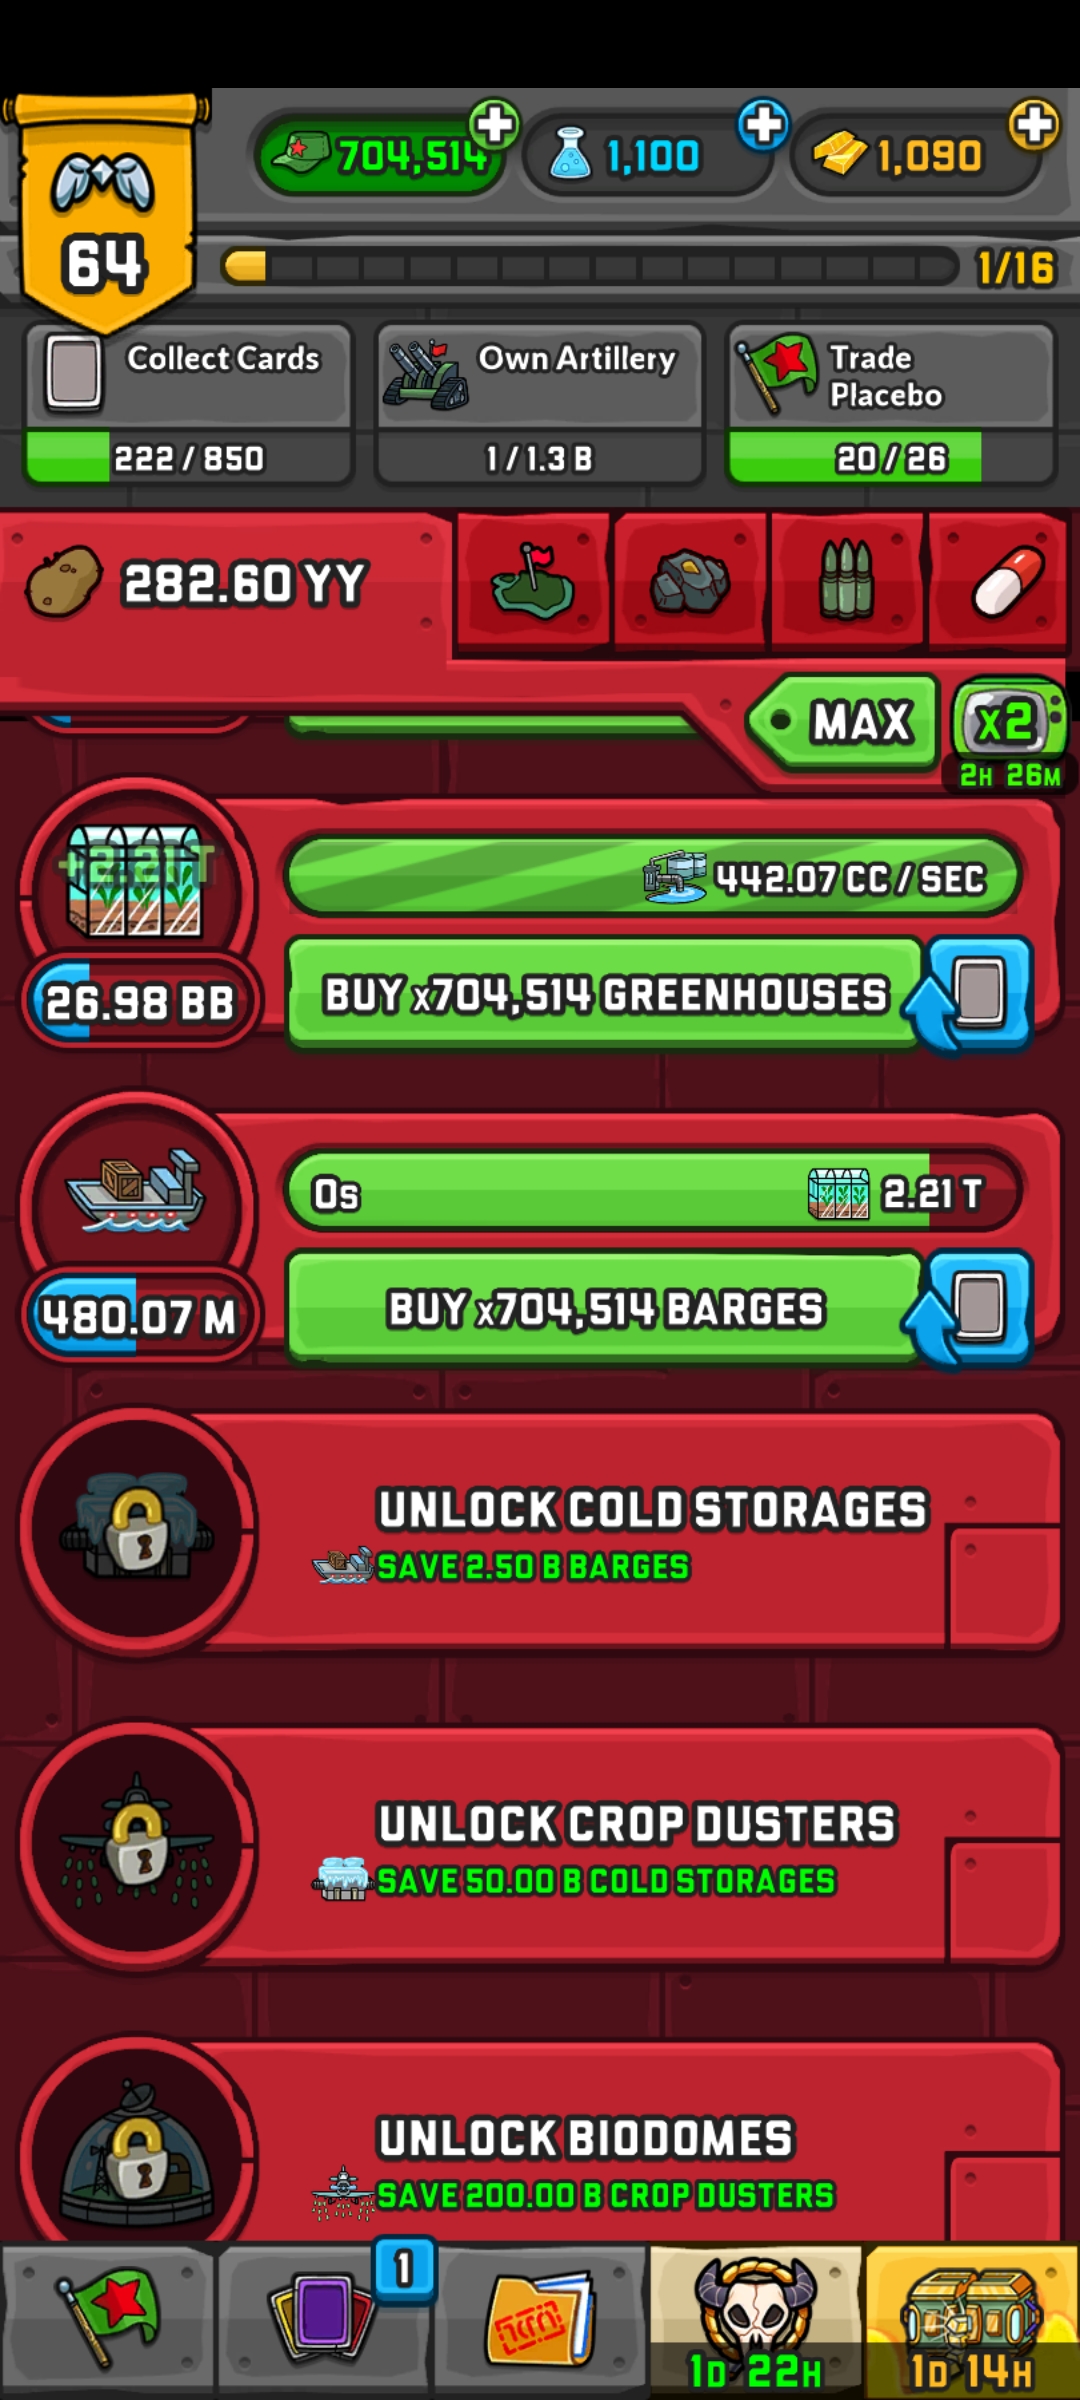 64
704,514
1,100
1,090
1/16
Collect Cards
222 / 850
Own Artillery
1 / 1.3 B
Trade
Placebo
20 / 26
282.60 YY
MAX
x2
2H 26M
+2.21 T
442.07 CC / SEC
26.98 BB
BUY x704,514 GREENHOUSES
0s
2.21 T
480.07 M
BUY x704,514 BARGES
UNLOCK COLD STORAGES
SAVE 2.50 B BARGES
UNLOCK CROP DUSTERS
SAVE 50.00 B COLD STORAGES
UNLOCK BIODOMES
SAVE 200.00 B CROP DUSTERS
1
1D 22H
1D 14H